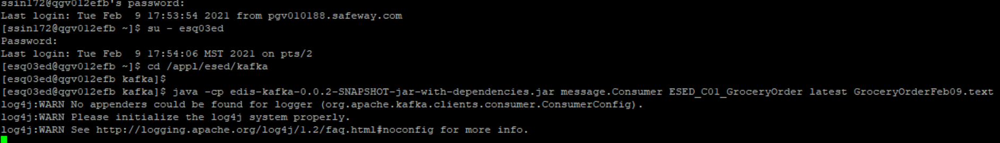 ssin172@qgv012efb's password:
Last login: Tue Feb  9 17:53:54 2021 from pgv010188.safeway.com
[ssin172@qgv012efb ~]$ su - esq03ed
Password:
Last login: Tue Feb  9 17:54:06 MST 2021 on pts/2
[esq03ed@qgv012efb ~]$ cd /appl/esed/kafka
[esq03ed@qgv012efb kafka]$
[esq03ed@qgv012efb kafka]$ java -cp edis-kafka-0.0.2-SNAPSHOT-jar-with-dependencies.jar message.Consumer ESED_C01_GroceryOrder latest GroceryOrderFeb09.text
log4j:WARN No appenders could be found for logger (org.apache.kafka.clients.consumer.ConsumerConfig).
log4j:WARN Please initialize the log4j system properly.
log4j:WARN See http://logging.apache.org/log4j/1.2/faq.html#noconfig for more info.